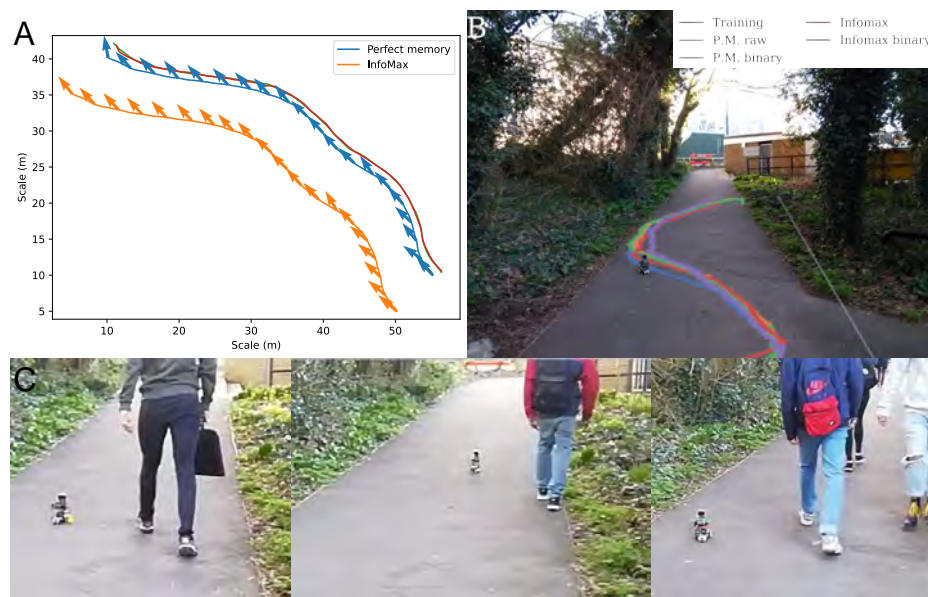 A
Perfect memory
InfoMax
Scale (m)
40
35
30
25
20
15
10
5
10
20
30
40
50
Scale (m)
B
Training
P.M. raw
P.M. binary
Infomax
Infomax binary
C